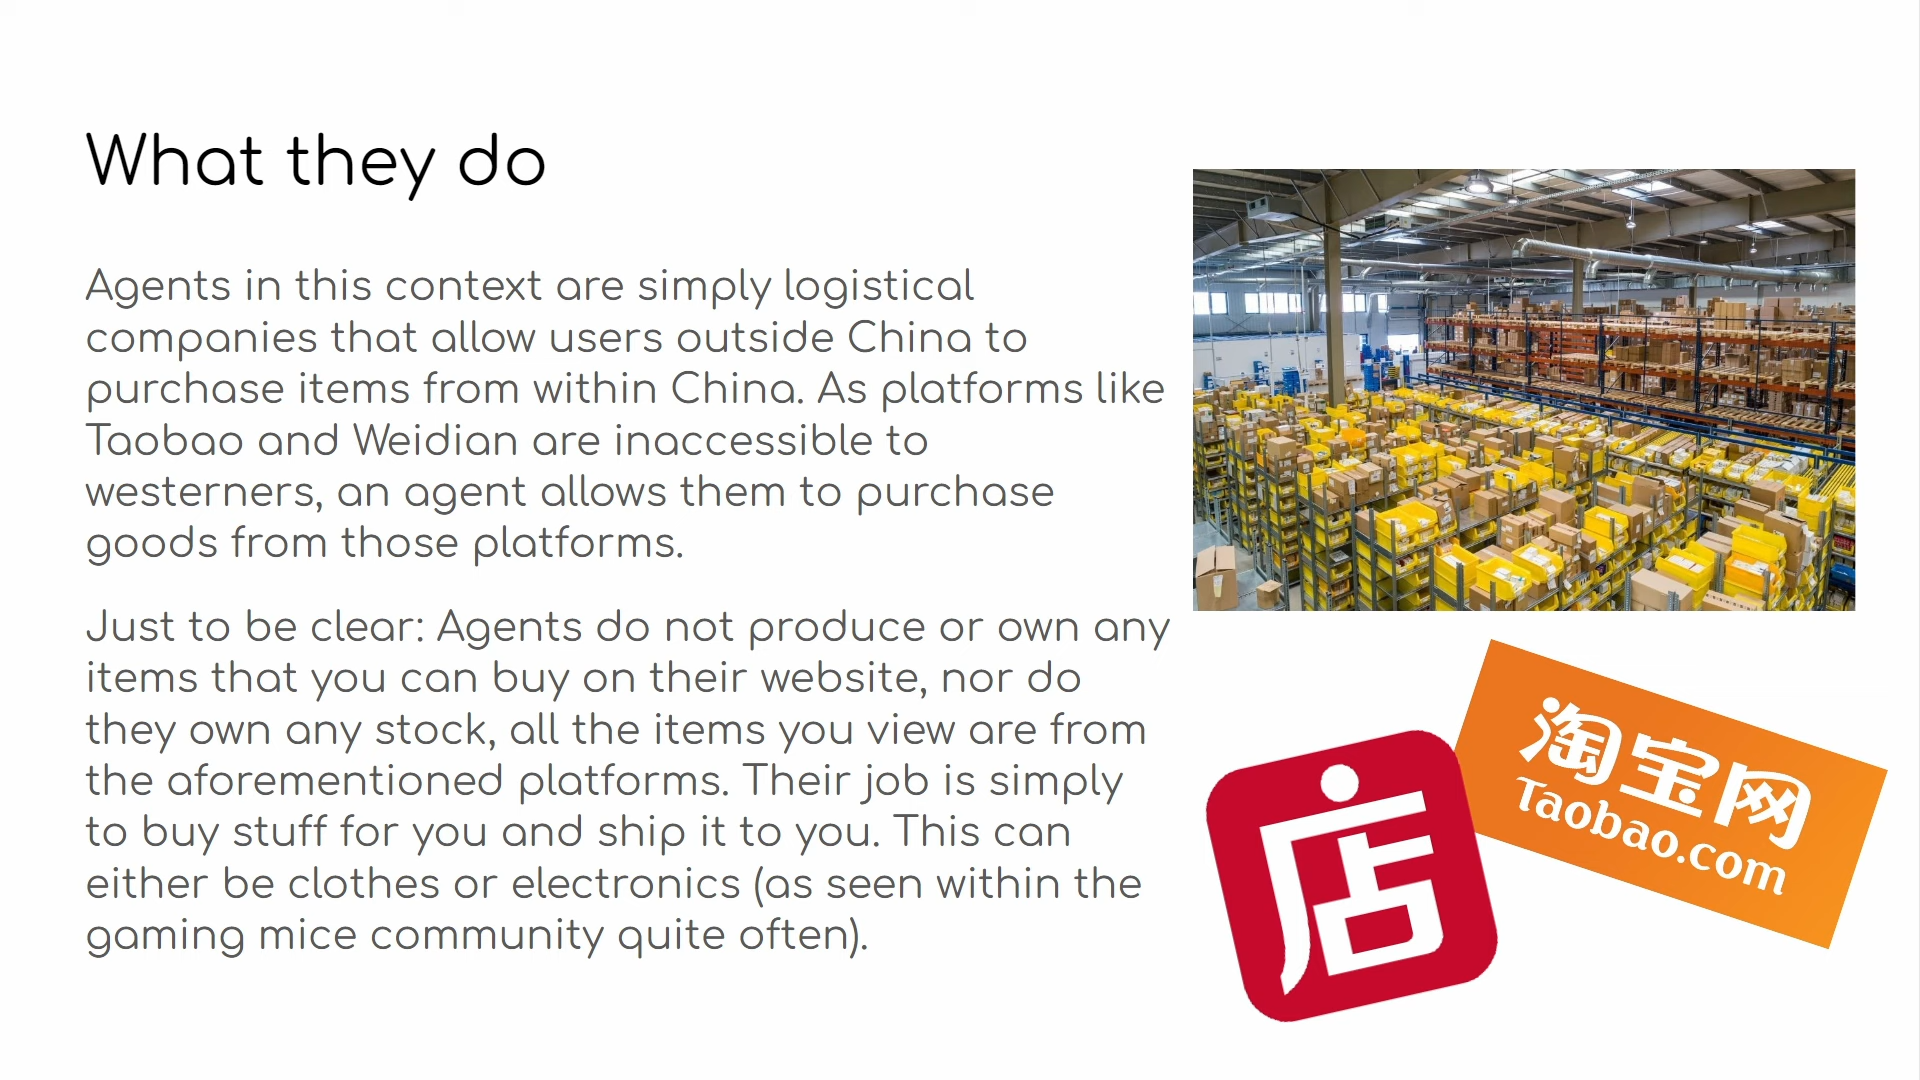 What they do
Agents in this context are simply logistical
companies that allow users outside China to
purchase items from within China. As platforms like
Taobao and Weidian are inaccessible to
westerners, an agent allows them to purchase
goods from those platforms.
Just to be clear: Agents do not produce or own any
items that you can buy on their website, nor do
they own any stock, all the items you view are from
the aforementioned platforms. Their job is simply
to buy stuff for you and ship it to you. This can
either be clothes or electronics (as seen within the
gaming mice community quite often).
淘宝网
Taobao.com
店